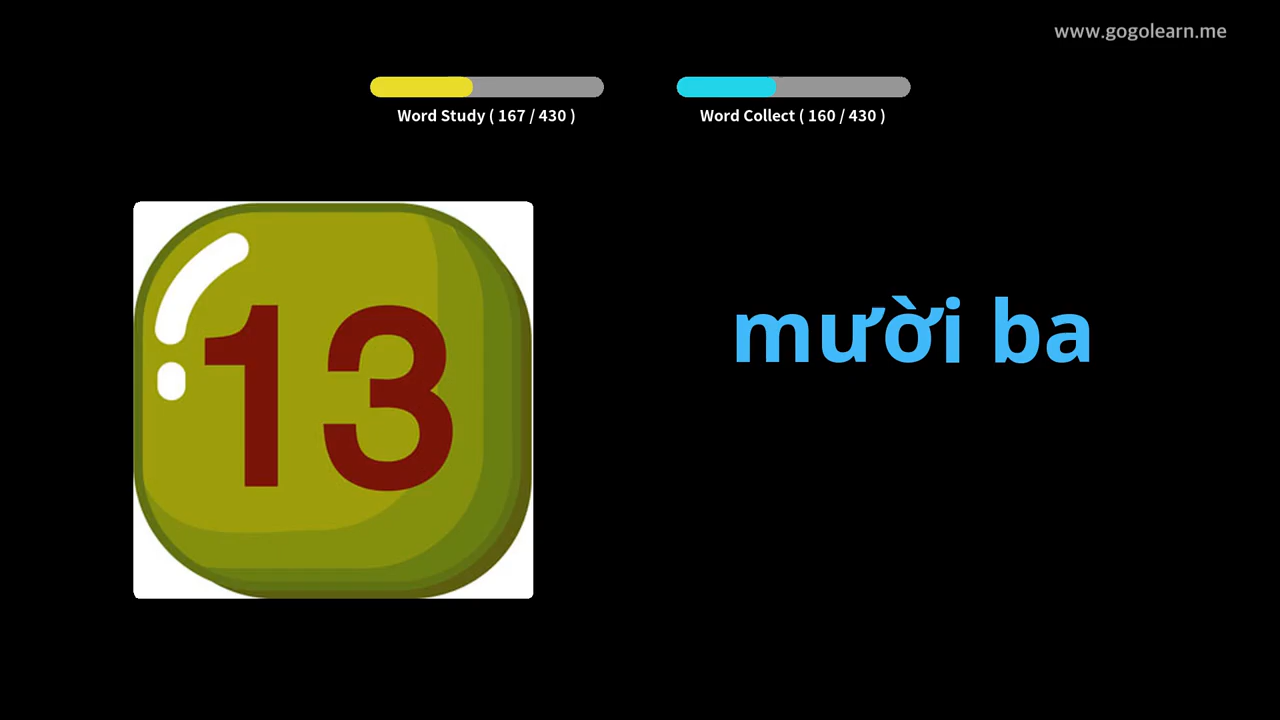 www.gogolearn.me
Word Study ( 167 / 430 )
Word Collect ( 160 / 430 )
13
mười ba